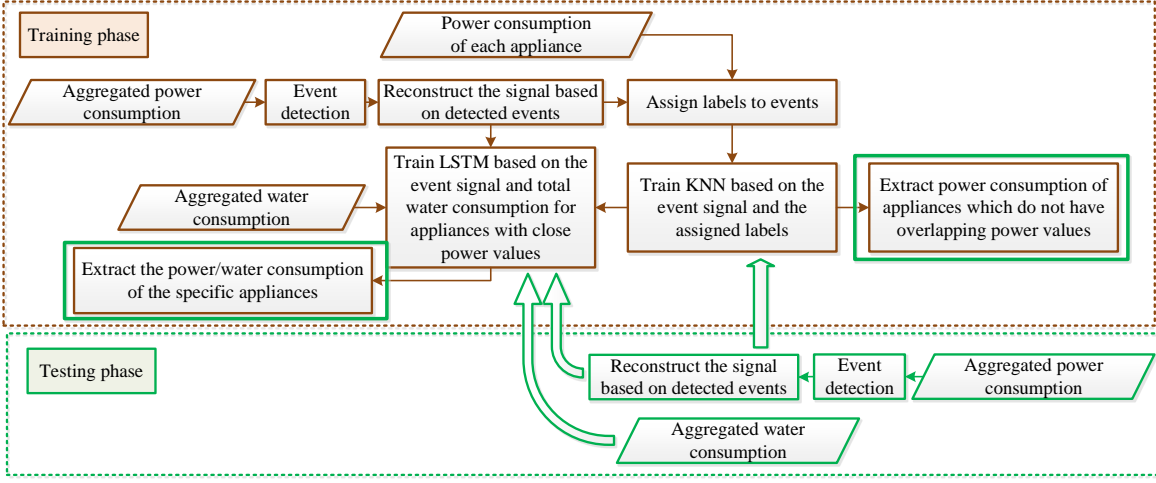 Training phase
Power consumption
of each appliance
Aggregated power
consumption
Event
detection
Reconstruct the signal based
on detected events
Assign labels to events
Train LSTM based on the
event signal and total
water consumption for
appliances with close
power values
Train KNN based on the
event signal and the
assigned labels
Extract power consumption of
appliances which do not have
overlapping power values
Aggregated water
consumption
Extract the power/water consumption
of the specific appliances
Testing phase
Reconstruct the signal
based on detected events
Event
detection
Aggregated power
consumption
Aggregated water
consumption